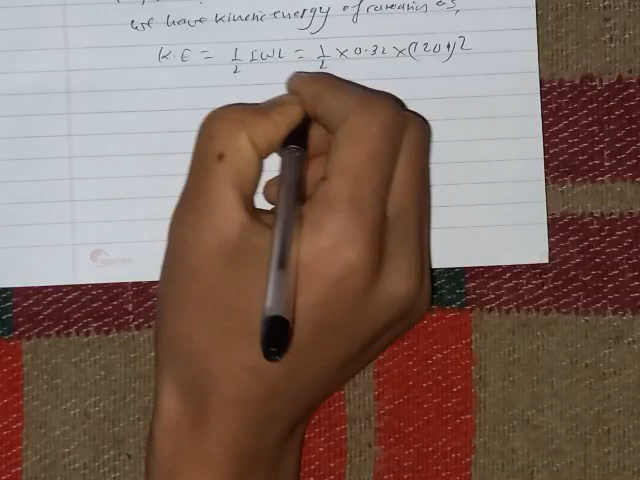 we have kinetic energy of rotation as,
K.E = 1/2 Iω2 = 1/2 × 0.32 × (120π)2